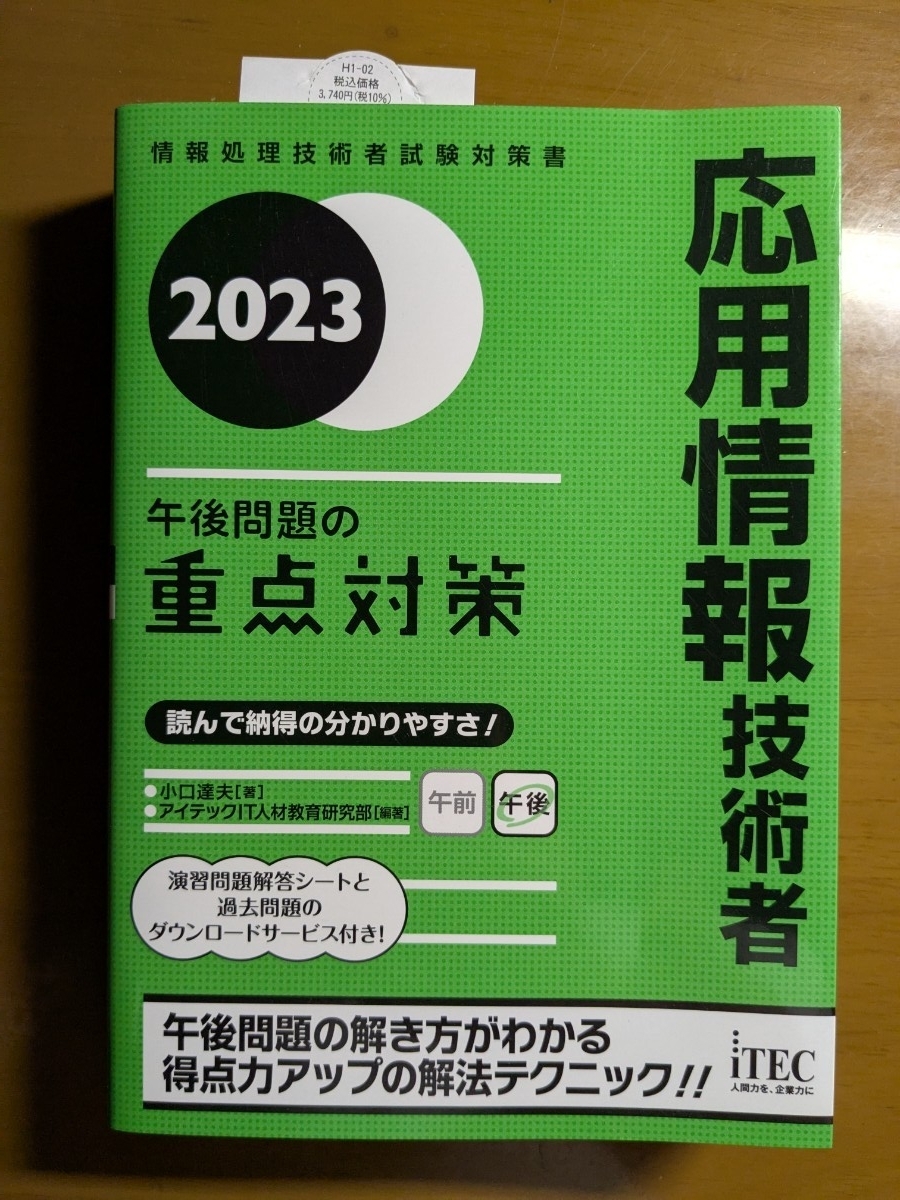 H1-02
税込価格
3,740円(税10%)
情報処理技術者試験対策書
2023
応用情報技術者
午後問題の
重点対策
読んで納得の分かりやすさ!
●小口達夫[著]
●アイテックIT人材教育研究部[編著]
午前
午後
演習問題解答シートと
過去問題の
ダウンロードサービス付き!
午後問題の解き方がわかる
得点力アップの解法テクニック!!
iTEC
人間力を、企業力に